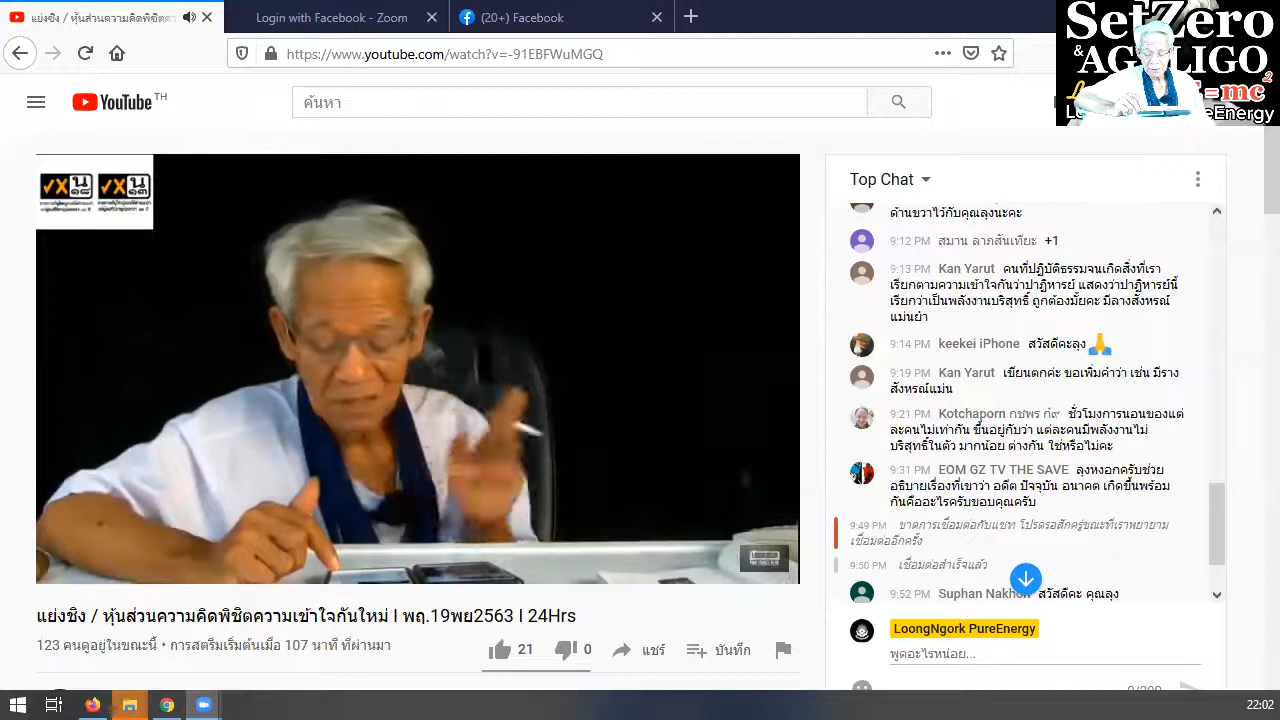 แย่งซิง / หุ้นส่วนความคิดพิชิตคว
Login with Facebook - Zoom
(20+) Facebook
https://www.youtube.com/watch?v=-91EBFWuMGQ
SetZero
&
E=mc²
PureEnergy
YouTube TH
ค้นหา
Top Chat
ด้านขวาไว้กับคุณลุงนะคะ
9:12 PM สมาน ลาภสันเทียะ +1
9:13 PM Kan Yarut คนที่ปฏิบัติธรรมจนเกิดสิ่งที่เรา
เรียกตามความเข้าใจกันว่าปาฏิหารย์ แสดงว่าปาฏิหารย์นี้
เรียกว่าเป็นพลังงานบริสุทธิ์ ถูกต้องมั้ยคะ มีลางสังหรณ์
แม่นยำ
9:14 PM keekei iPhone สวัสดีคะลุง
9:19 PM Kan Yarut เขียนตกค่ะ ขอเพิ่มคำว่า เช่น มีราง
สังหรณ์แม่น
9:21 PM Kotchaporn กชพร ก่๙ ชั่วโมงการนอนของแต่
ละคนไม่เท่ากัน ขึ้นอยู่กับว่า แต่ละคนมีพลังงานไม่
บริสุทธิ์ในตัว มากน้อย ต่างกัน ใช่หรือไม่คะ
9:31 PM EOM GZ TV THE SAVE ลุงหงอกครับช่วย
อธิบายเรื่องที่เขาว่า อดีต ปัจจุบัน อนาคต เกิดขึ้นพร้อม
กันคืออะไรครับขอบคุณครับ
9:49 PM ขาดการเชื่อมต่อกับแชท โปรดรอสักครู่ขณะที่เราพยายาม
เชื่อมต่ออีกครั้ง
9:50 PM เชื่อมต่อสำเร็จแล้ว
9:52 PM Suphan Nakhon สวัสดีคะ คุณลุง
LoongNgork PureEnergy
พูดอะไรหน่อย...
0/200
แย่งซิง / หุ้นส่วนความคิดพิชิตความเข้าใจกันใหม่ l พฤ.19พย2563 l 24Hrs
123 คนดูอยู่ในขณะนี้ • การสตรีมเริ่มต้นเมื่อ 107 นาที ที่ผ่านมา
21
0
แชร์
บันทึก
22:02